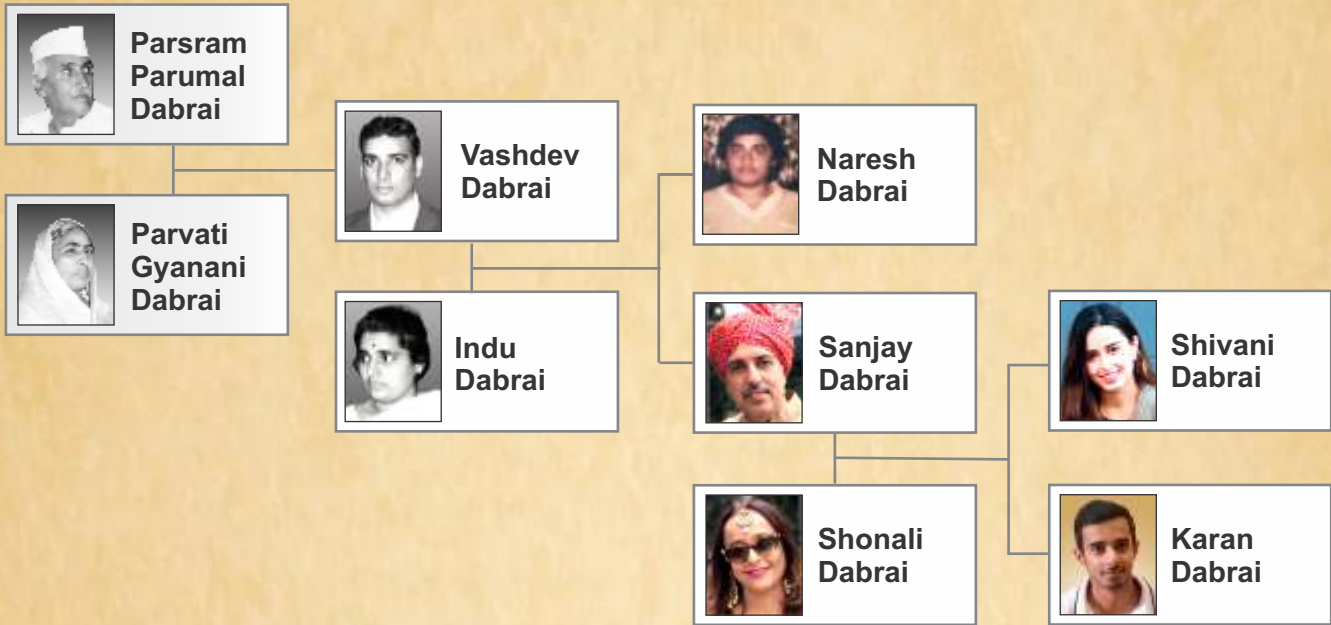 Parsram
Parumal
Dabrai
Parvati
Gyanani
Dabrai
Vashdev
Dabrai
Indu
Dabrai
Naresh
Dabrai
Sanjay
Dabrai
Shonali
Dabrai
Shivani
Dabrai
Karan
Dabrai